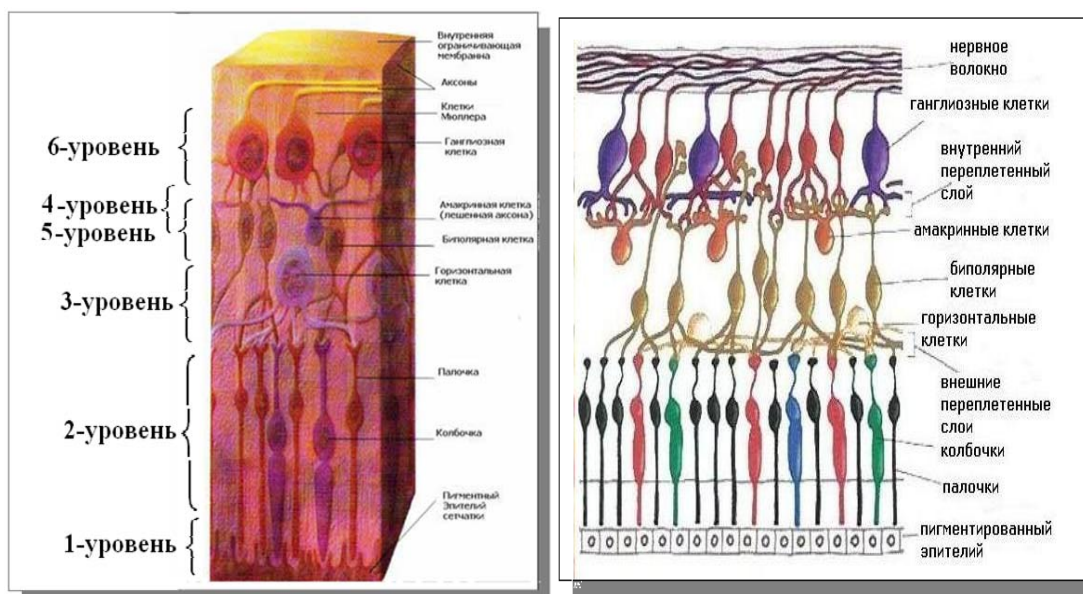 Внутренняя
ограничивающая
мембранна
Аксоны
Клетки
Мюллера
Ганглиозная
клетка
Амакринная клетка
(лешенная аксона)
Биполярная клетка
Горизонтальная
клетка
Палочка
Колбочка
Пигментный
Эпителий
сетчатки
6-уровень
4-уровень
5-уровень
3-уровень
2-уровень
1-уровень
нервное
волокно
ганглиозные клетки
внутренний
переплетенный
слой
амакринные клетки
биполярные
клетки
горизонтальные
клетки
внешние
переплетенные
слои
колбочки
палочки
пигментированный
эпителий